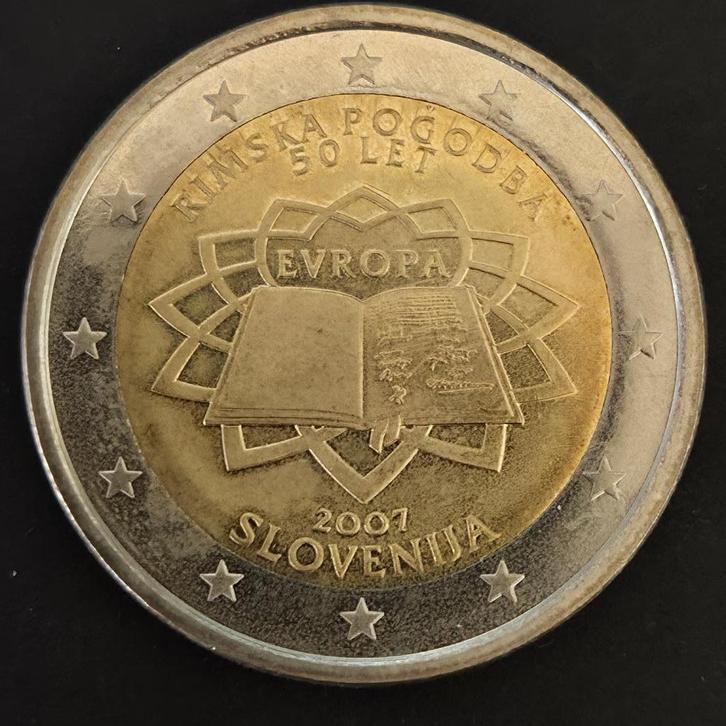 RIMSKA POGODBA
50 LET
EVROPA
2007
SLOVENIJA